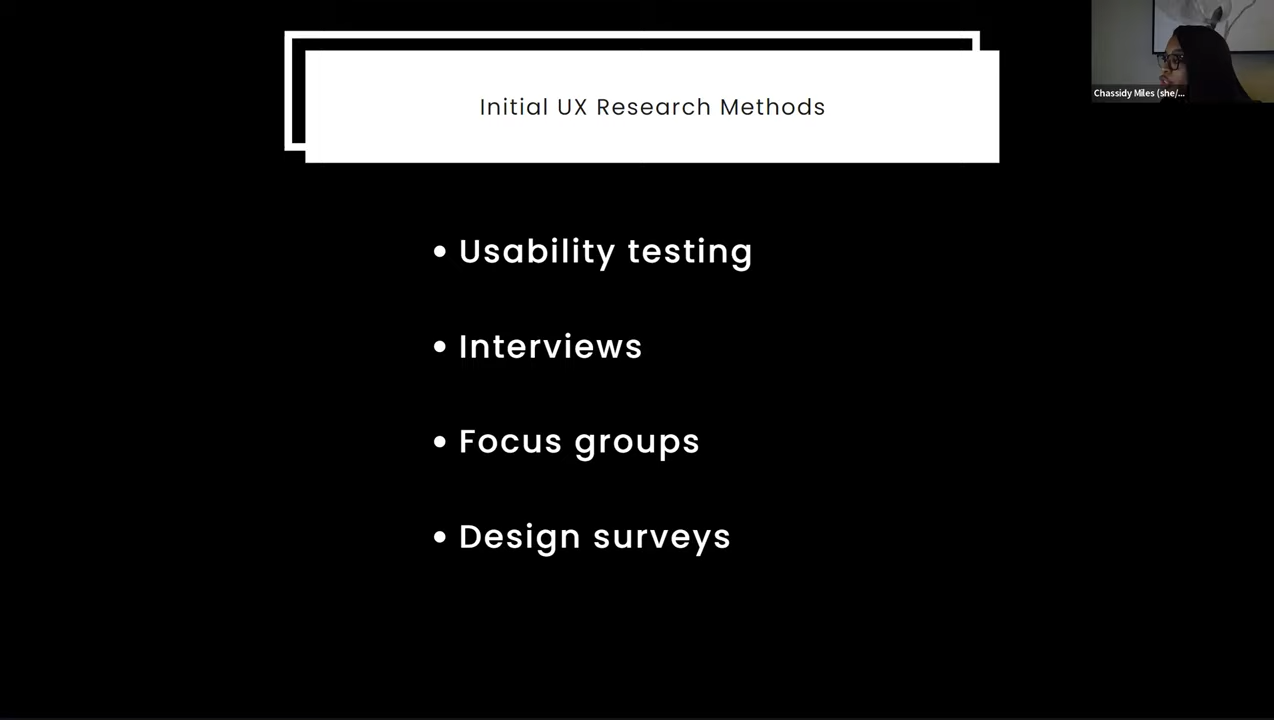 Initial UX Research Methods
Chassidy Miles (she/...
• Usability testing
• Interviews
• Focus groups
• Design surveys